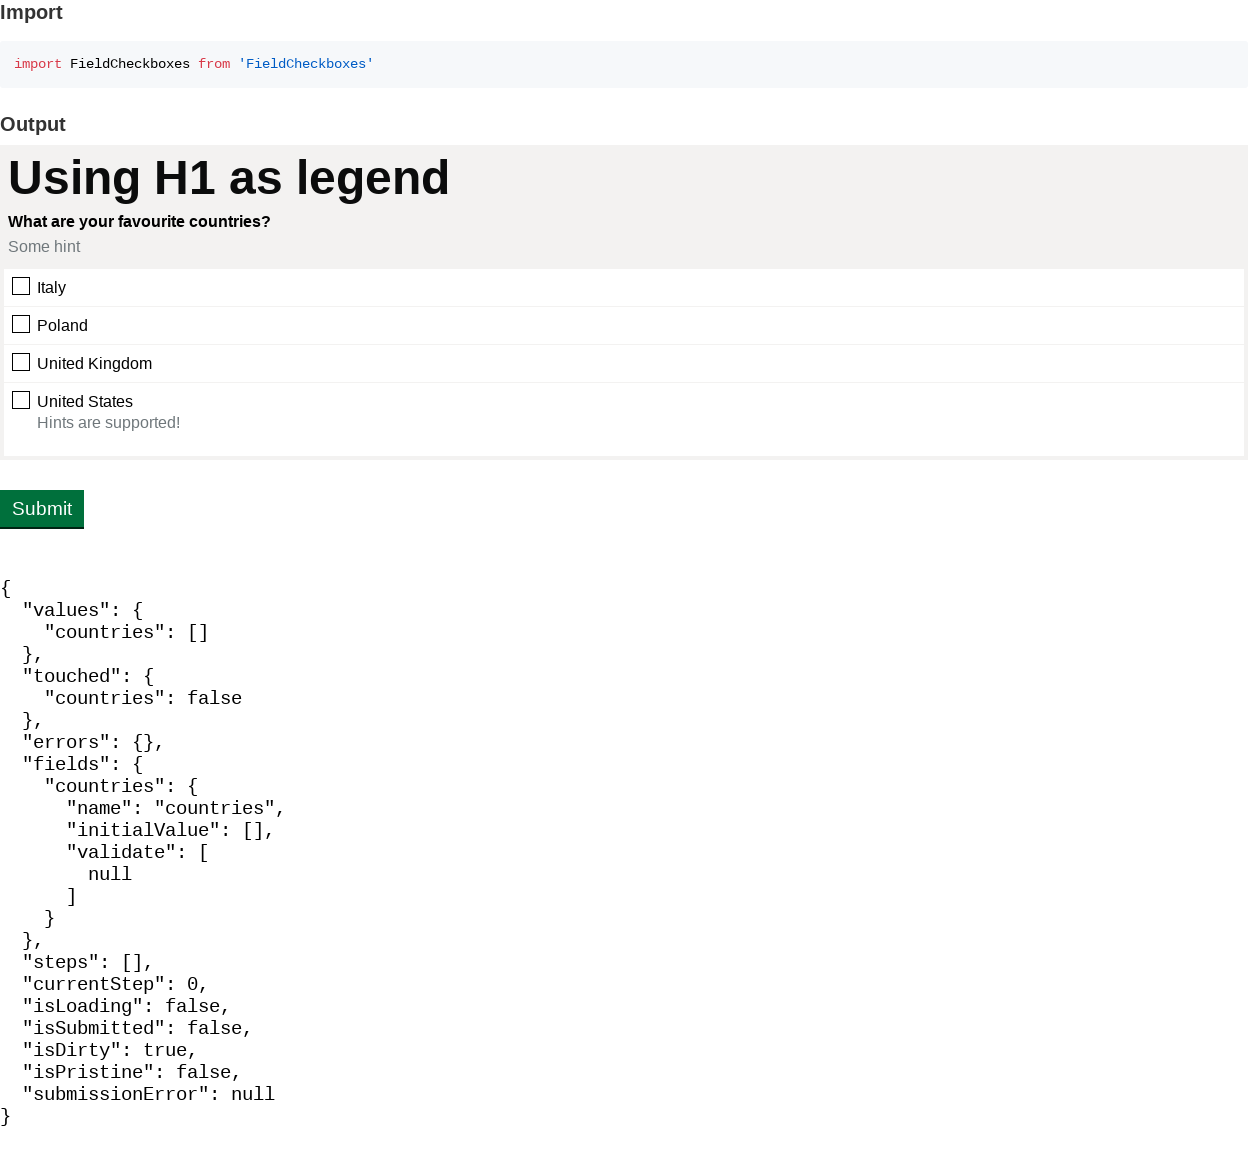 Import
import FieldCheckboxes from 'FieldCheckboxes'
Output
Using H1 as legend
What are your favourite countries?
Some hint
Italy
Poland
United Kingdom
United States
Hints are supported!
Submit
{
  "values": {
    "countries": []
  },
  "touched": {
    "countries": false
  },
  "errors": {},
  "fields": {
    "countries": {
      "name": "countries",
      "initialValue": [],
      "validate": [
        null
      ]
    }
  },
  "steps": [],
  "currentStep": 0,
  "isLoading": false,
  "isSubmitted": false,
  "isDirty": true,
  "isPristine": false,
  "submissionError": null
}